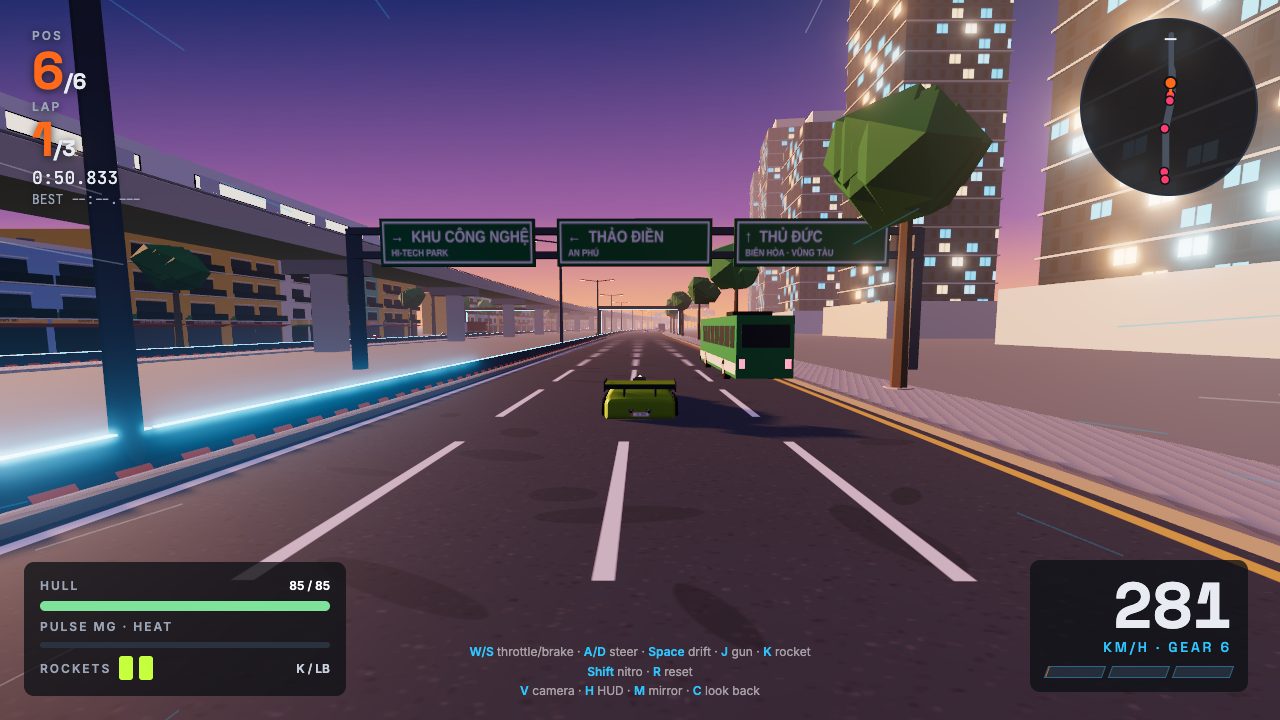 POS
6/6
LAP
1/3
0:50.833
BEST --:--.---
→ KHU CÔNG NGHỆ
HI-TECH PARK
← THẢO ĐIỀN
AN PHÚ
↑ THỦ ĐỨC
BIÊN HÒA · VŨNG TÀU
HULL 85 / 85
PULSE MG · HEAT
ROCKETS K / LB
W/S throttle/brake · A/D steer · Space drift · J gun · K rocket
Shift nitro · R reset
V camera · H HUD · M mirror · C look back
281
KM/H · GEAR 6